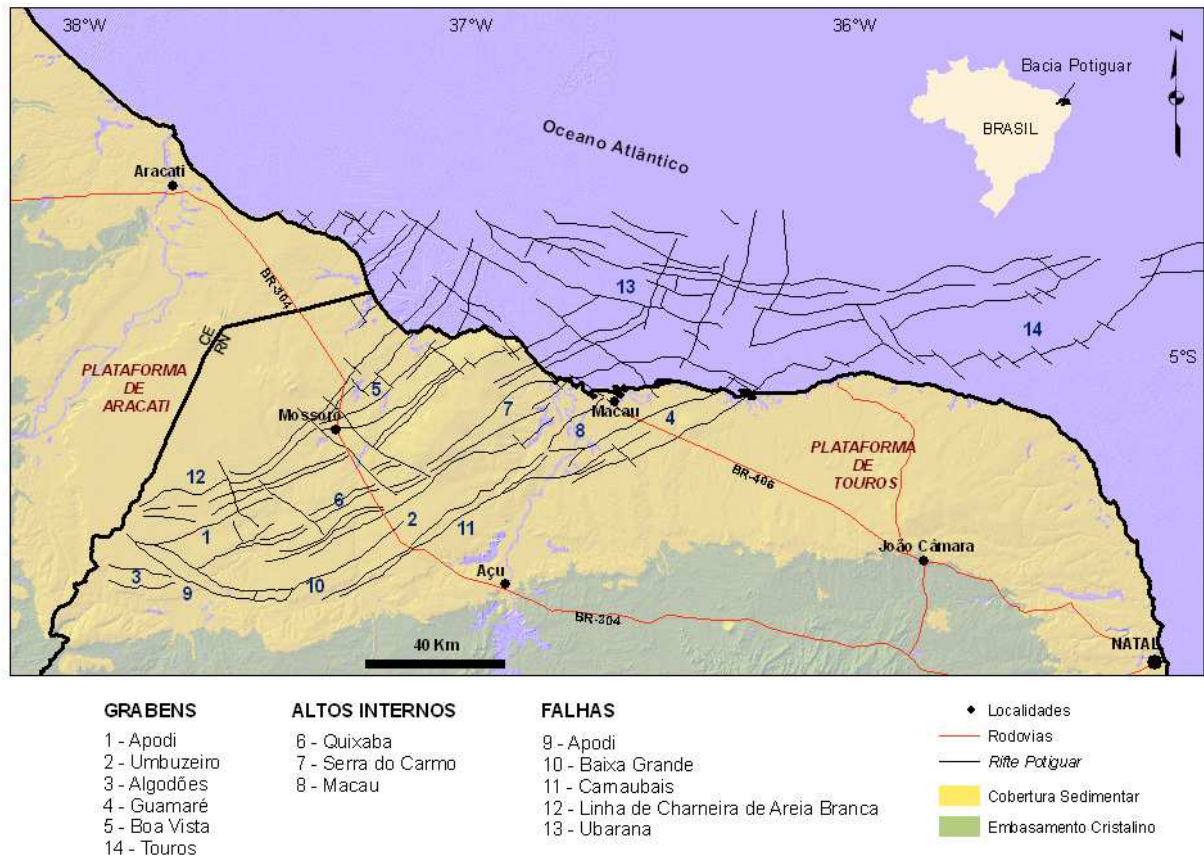 38°W
37°W
36°W
Z
Bacia Potiguar
BRASIL
Oceano Atlântico
Aracati
BR-304
13
14
5°S
CE
RN
PLATAFORMA
DE
ARACATI
5
Mossoró
7
Macau
4
8
PLATAFORMA
DE
TOUROS
BR-406
12
6
1
2
11
João Câmara
3
9
10
Açu
BR-304
40 Km
NATAL
GRABENS
1 - Apodi
2 - Umbuzeiro
3 - Algodões
4 - Guamaré
5 - Boa Vista
14 - Touros
ALTOS INTERNOS
6 - Quixaba
7 - Serra do Carmo
8 - Macau
FALHAS
9 - Apodi
10 - Baixa Grande
11 - Carnaubais
12 - Linha de Charneira de Areia Branca
13 - Ubarana
Localidades
Rodovias
Rifte Potiguar
Cobertura Sedimentar
Embasamento Cristalino